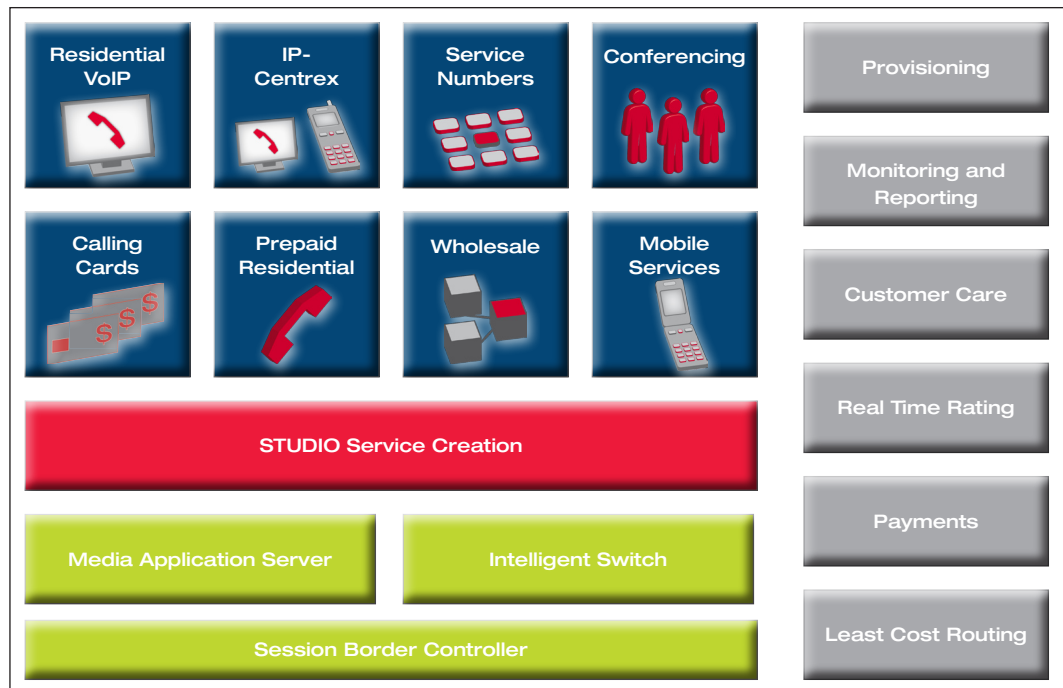 Residential
VoIP
IP-
Centrex
Service
Numbers
Conferencing
Calling
Cards
S
S
S
Prepaid
Residential
Wholesale
Mobile
Services
STUDIO Service Creation
Media Application Server
Intelligent Switch
Session Border Controller
Provisioning
Monitoring and
Reporting
Customer Care
Real Time Rating
Payments
Least Cost Routing